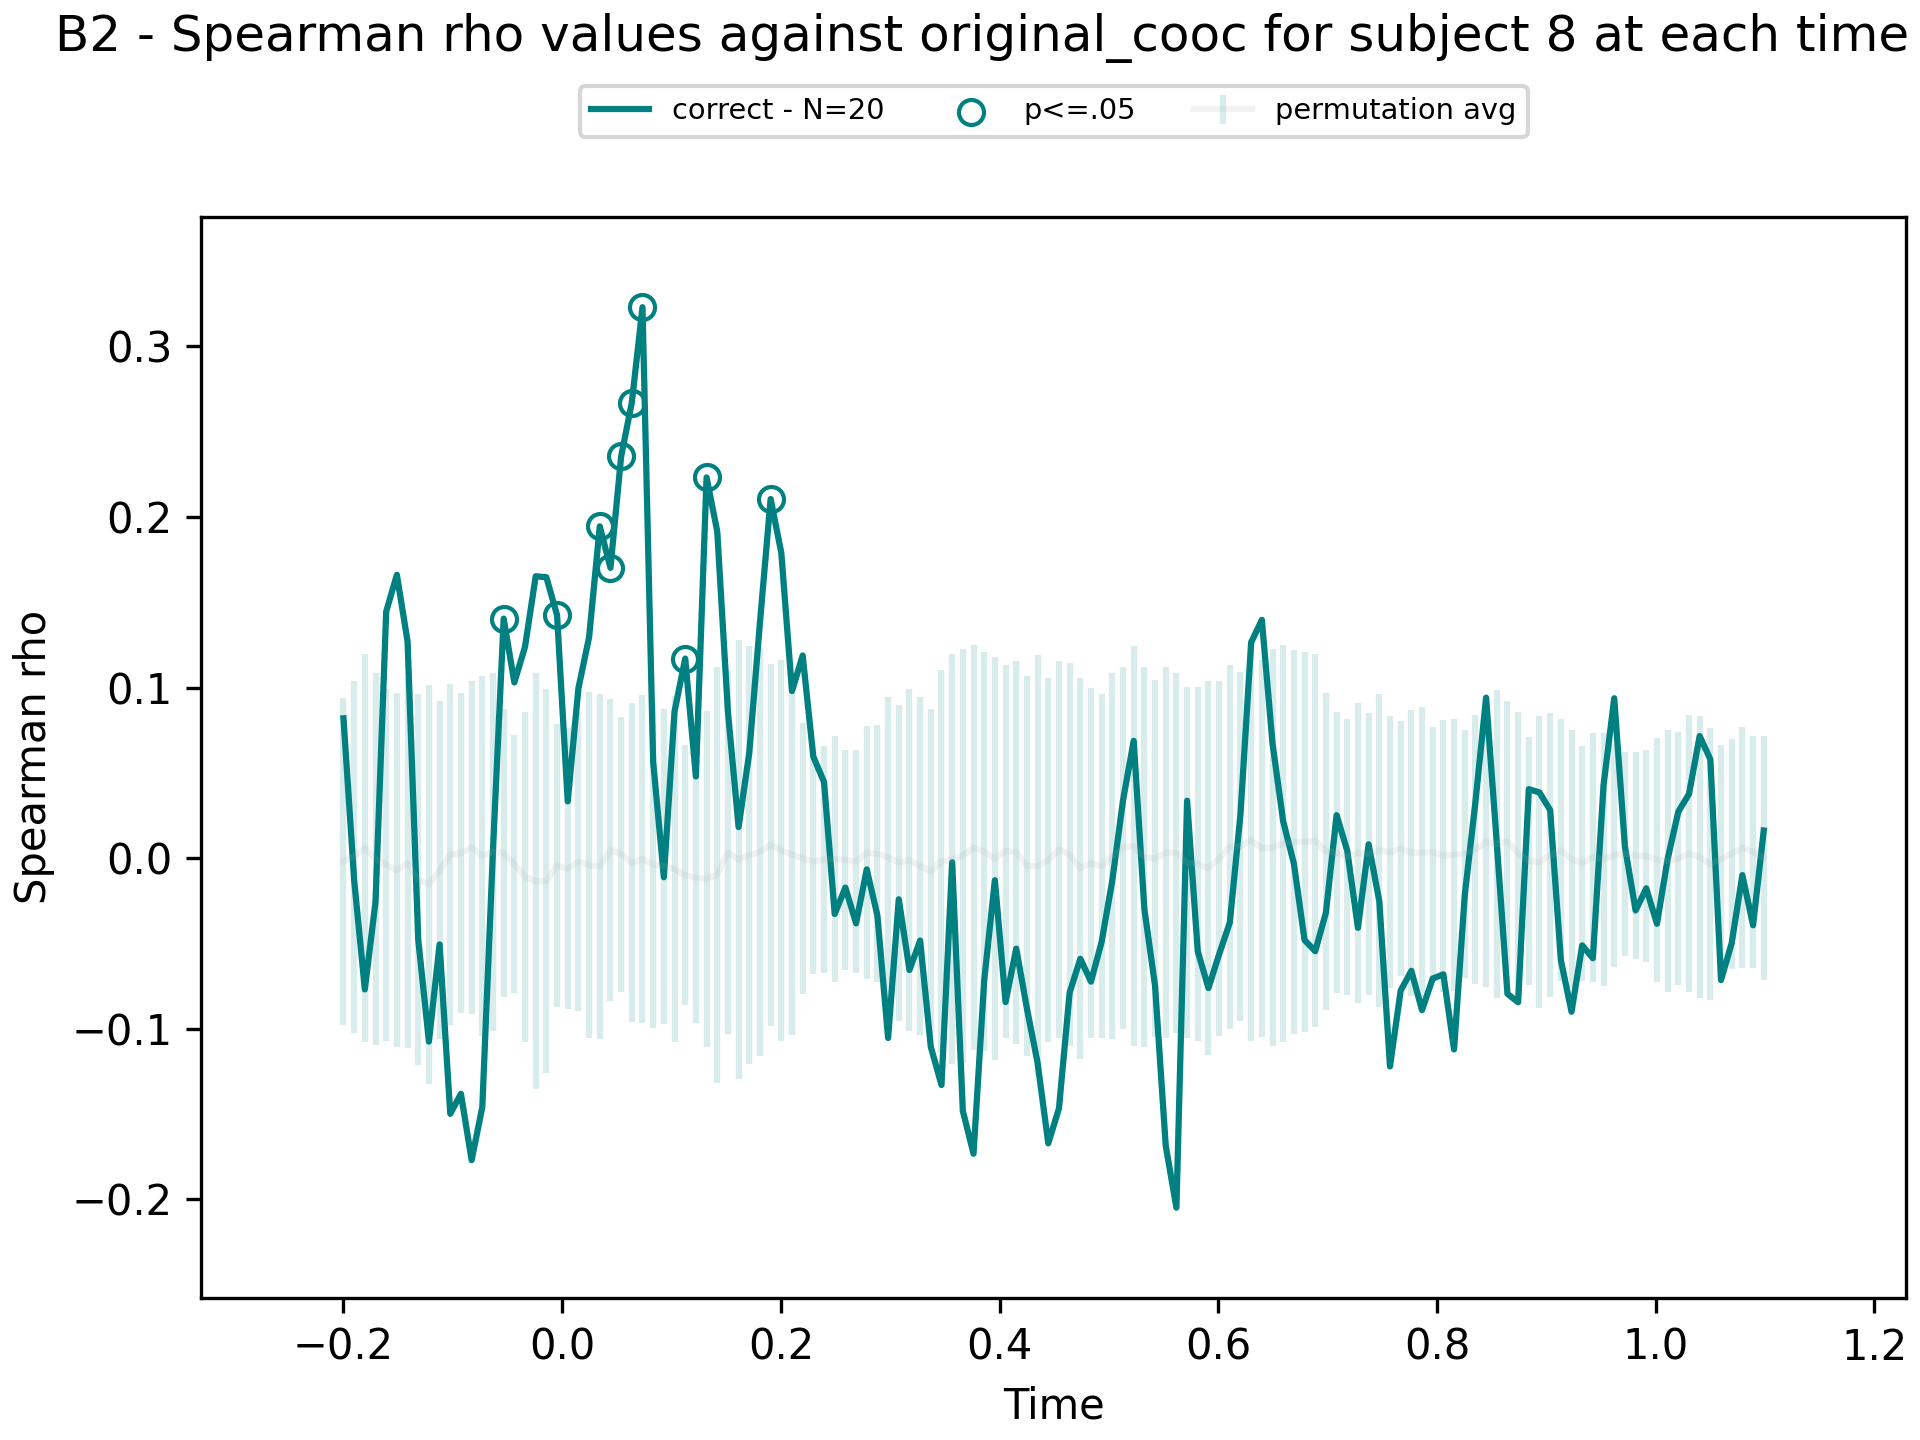 B2 - Spearman rho values against original_cooc for subject 8 at each time
correct - N=20 p<=.05 permutation avg
0.3
0.2
0.1
0.0
−0.1
−0.2
Spearman rho
−0.2 0.0 0.2 0.4 0.6 0.8 1.0 1.2
Time